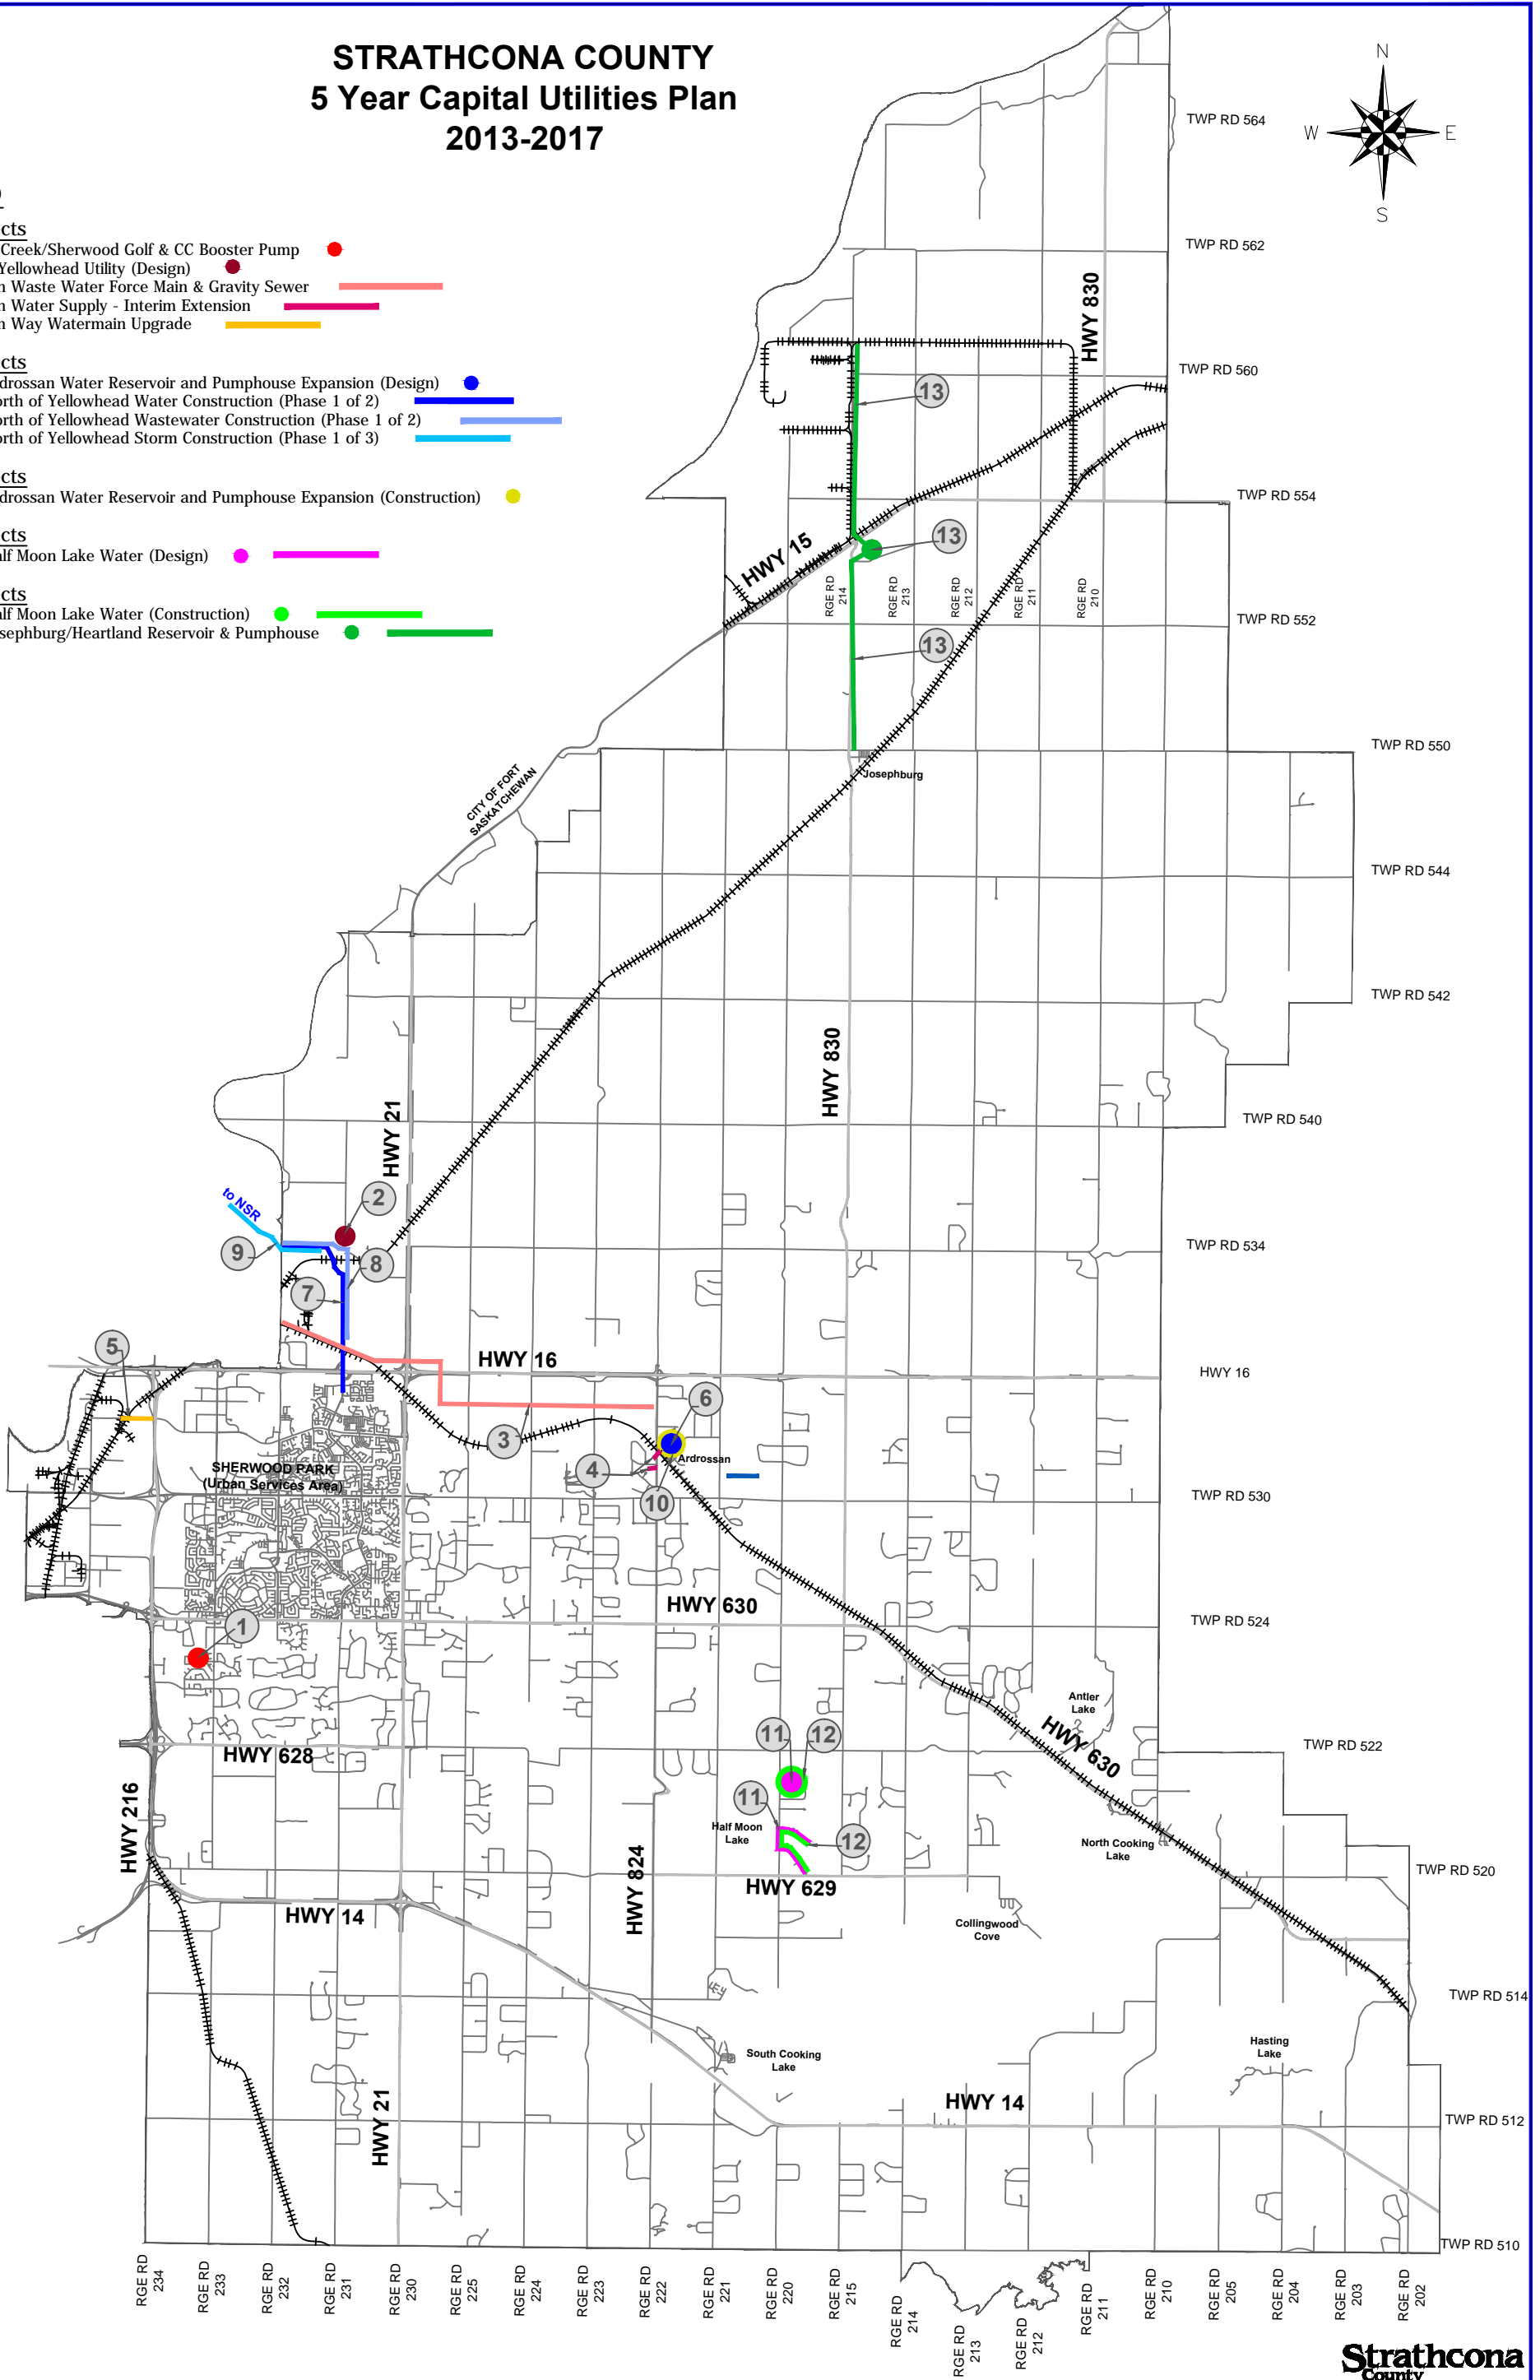 STRATHCONA COUNTY
5 Year Capital Utilities Plan
2013-2017
N
W
E
S
cts
Creek/Sherwood Golf & CC Booster Pump
Yellowhead Utility (Design)
n Waste Water Force Main & Gravity Sewer
n Water Supply - Interim Extension
n Way Watermain Upgrade
cts
drossan Water Reservoir and Pumphouse Expansion (Design)
orth of Yellowhead Water Construction (Phase 1 of 2)
orth of Yellowhead Wastewater Construction (Phase 1 of 2)
orth of Yellowhead Storm Construction (Phase 1 of 3)
cts
drossan Water Reservoir and Pumphouse Expansion (Construction)
cts
alf Moon Lake Water (Design)
cts
alf Moon Lake Water (Construction)
sephburg/Heartland Reservoir & Pumphouse
TWP RD 564
TWP RD 562
HWY 830
TWP RD 560
13
TWP RD 554
13
HWY 15
RGE RD
214
RGE RD
213
RGE RD
212
RGE RD
211
RGE RD
210
TWP RD 552
13
TWP RD 550
Josephburg
CITY OF FORT
SASKATCHEWAN
TWP RD 544
TWP RD 542
HWY 830
HWY 21
TWP RD 540
to NSR
2
9
8
TWP RD 534
7
5
HWY 16
HWY 16
6
3
4
Ardrossan
SHERWOOD PARK
(Urban Services Area)
10
TWP RD 530
HWY 630
TWP RD 524
1
Antler
Lake
HWY 630
11
12
TWP RD 522
HWY 628
HWY 216
11
Half Moon
Lake
12
North Cooking
Lake
TWP RD 520
HWY 824
HWY 629
HWY 14
Collingwood
Cove
TWP RD 514
South Cooking
Lake
Hasting
Lake
HWY 21
HWY 14
TWP RD 512
TWP RD 510
RGE RD
234
RGE RD
233
RGE RD
232
RGE RD
231
RGE RD
230
RGE RD
225
RGE RD
224
RGE RD
223
RGE RD
222
RGE RD
221
RGE RD
220
RGE RD
215
RGE RD
214
RGE RD
213
RGE RD
212
RGE RD
211
RGE RD
210
RGE RD
205
RGE RD
204
RGE RD
203
RGE RD
202
Strathcona
County